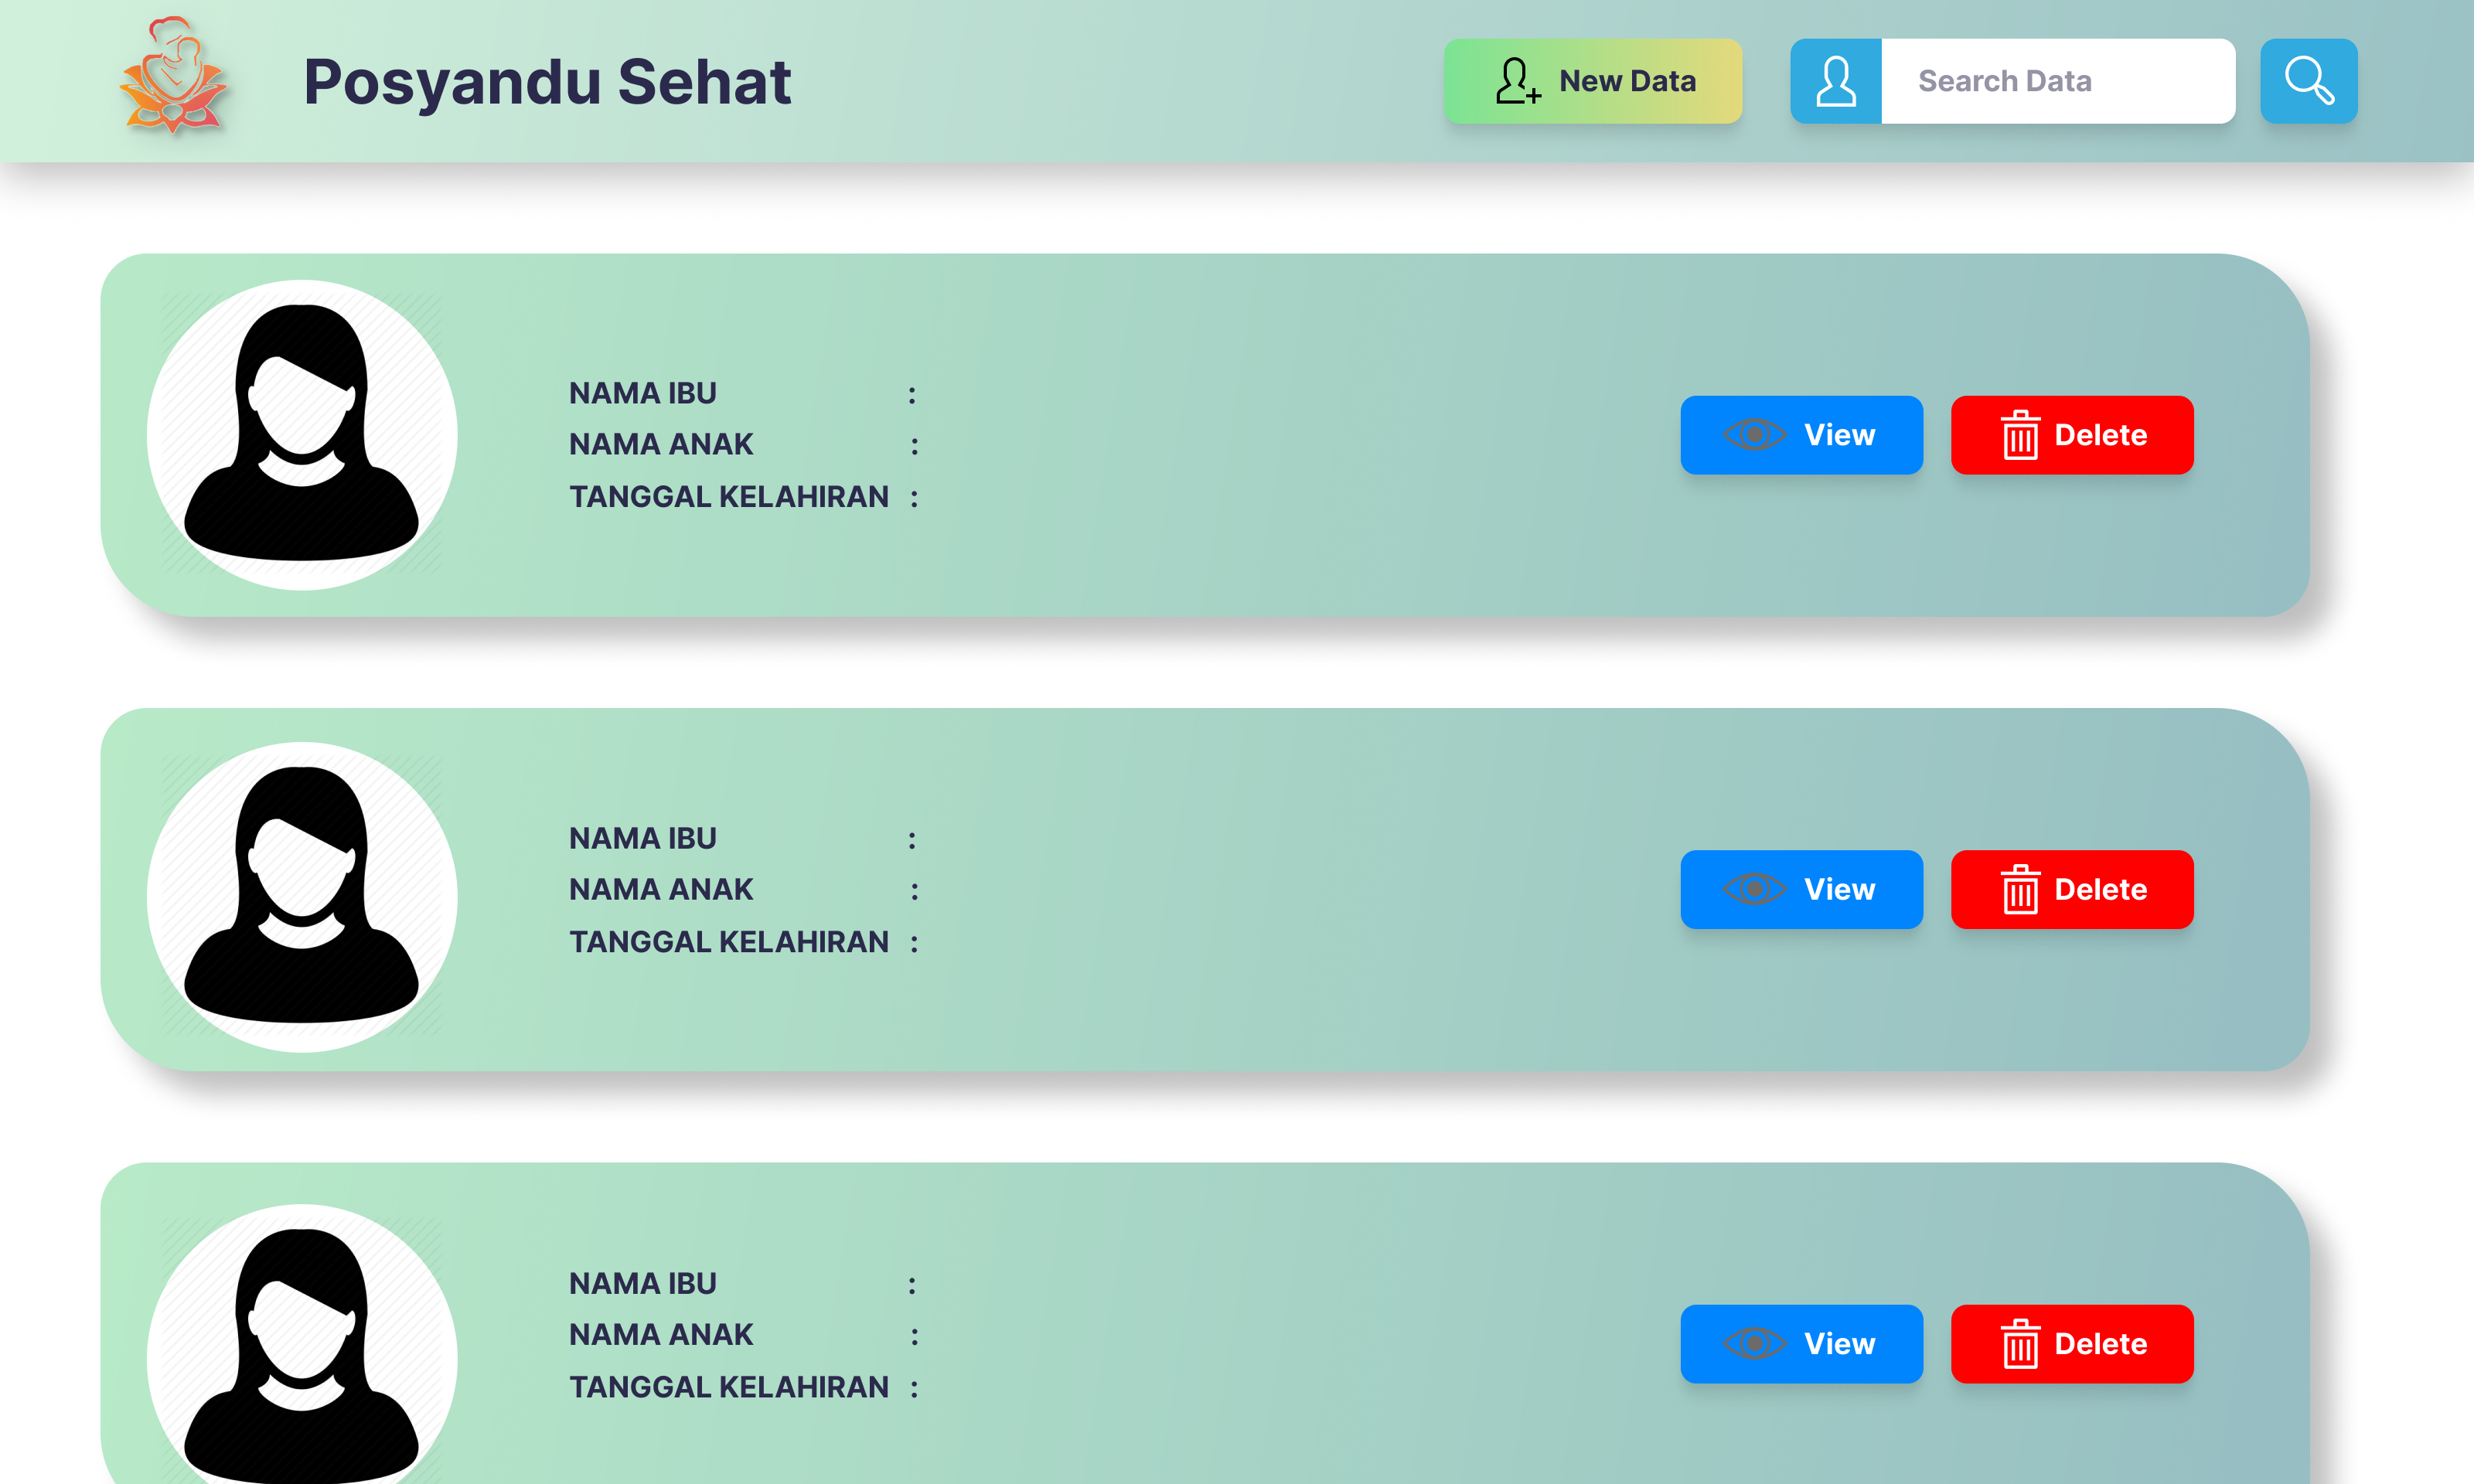 Posyandu Sehat
New Data
Search Data
NAMA IBU :
NAMA ANAK :
TANGGAL KELAHIRAN :
View
Delete
NAMA IBU :
NAMA ANAK :
TANGGAL KELAHIRAN :
View
Delete
NAMA IBU :
NAMA ANAK :
TANGGAL KELAHIRAN :
View
Delete